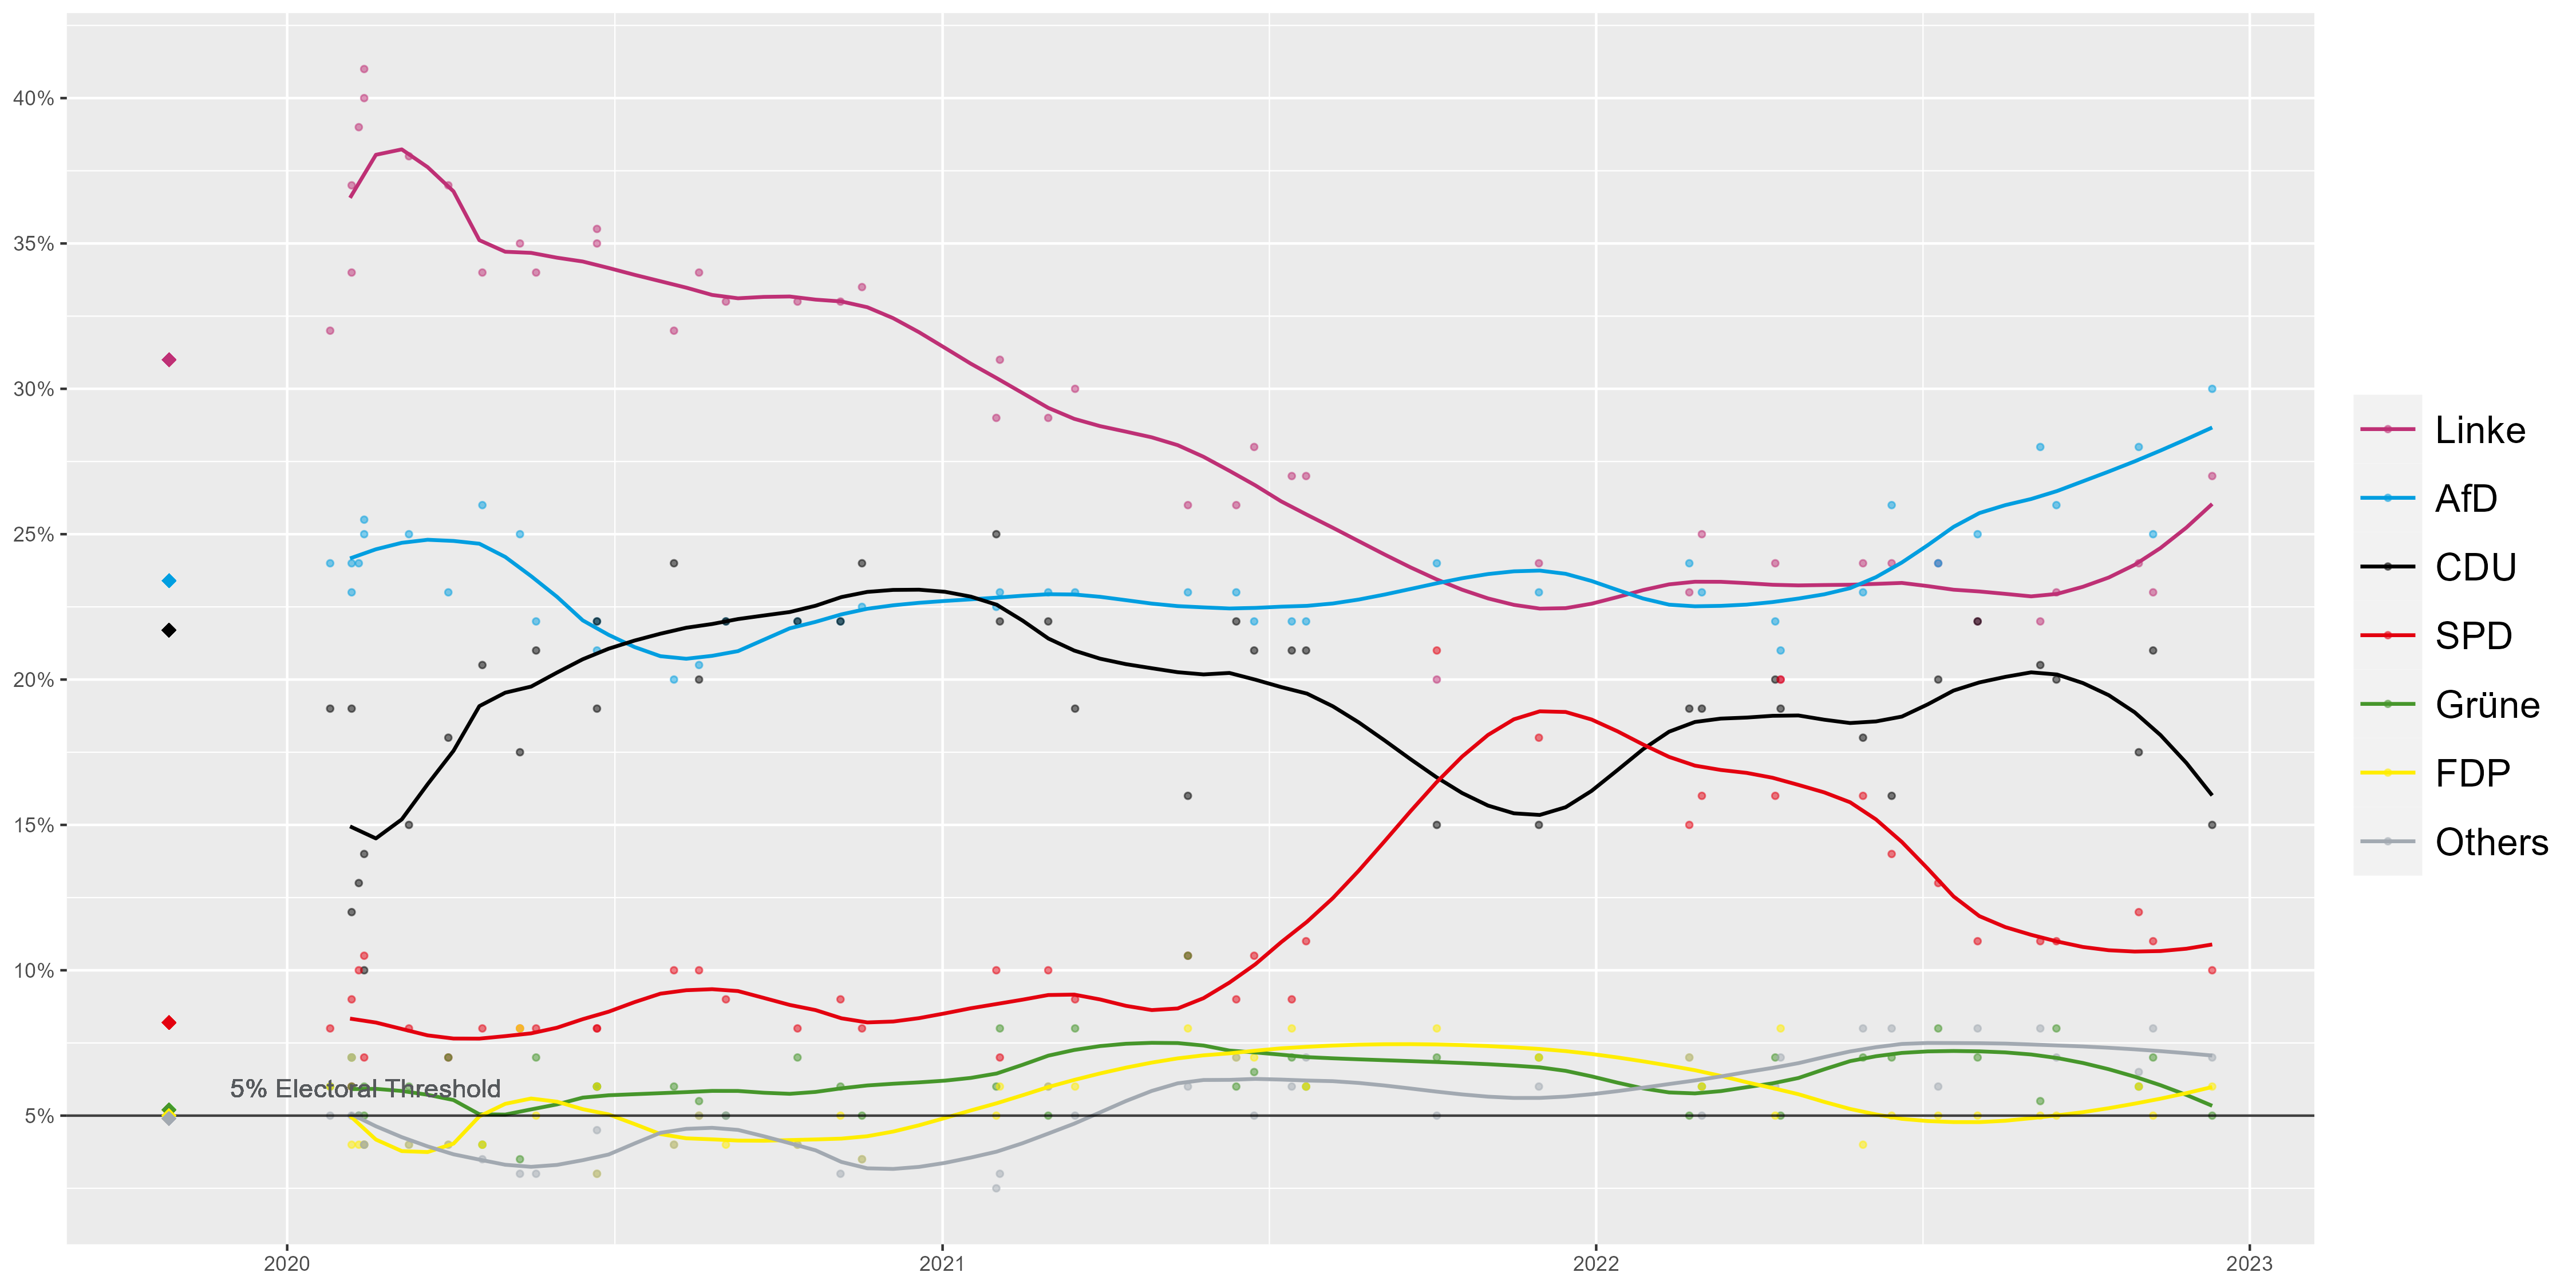 40%
35%
30%
25%
20%
15%
10%
5%
5% Electoral Threshold
2020
2021
2022
2023
Linke
AfD
CDU
SPD
Grüne
FDP
Others